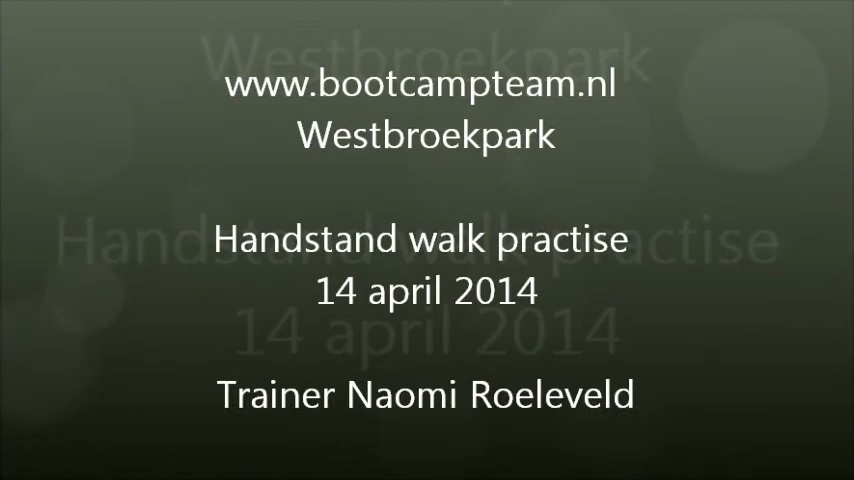 www.bootcampteam.nl
Westbroekpark
Handstand walk practise
14 april 2014
Trainer Naomi Roeleveld